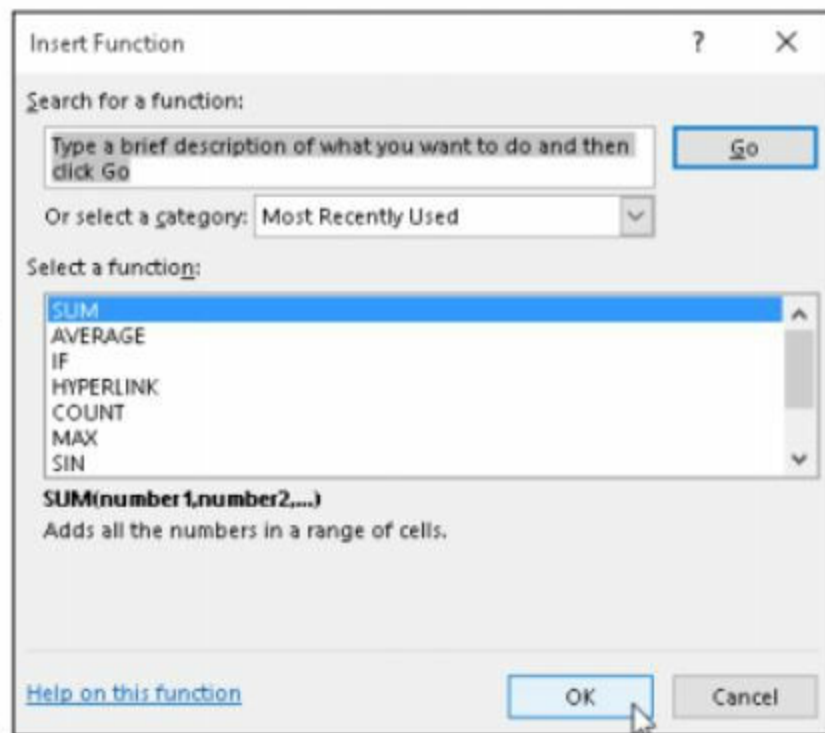 Insert Function
?
Search for a function:
Type a brief description of what you want to do and then
click Go
Go
Or select a category: Most Recently Used
Select a function:
SUM
AVERAGE
IF
HYPERLINK
COUNT
MAX
SIN
SUM(number1,number2,...)
Adds all the numbers in a range of cells.
Help on this function
OK
Cancel